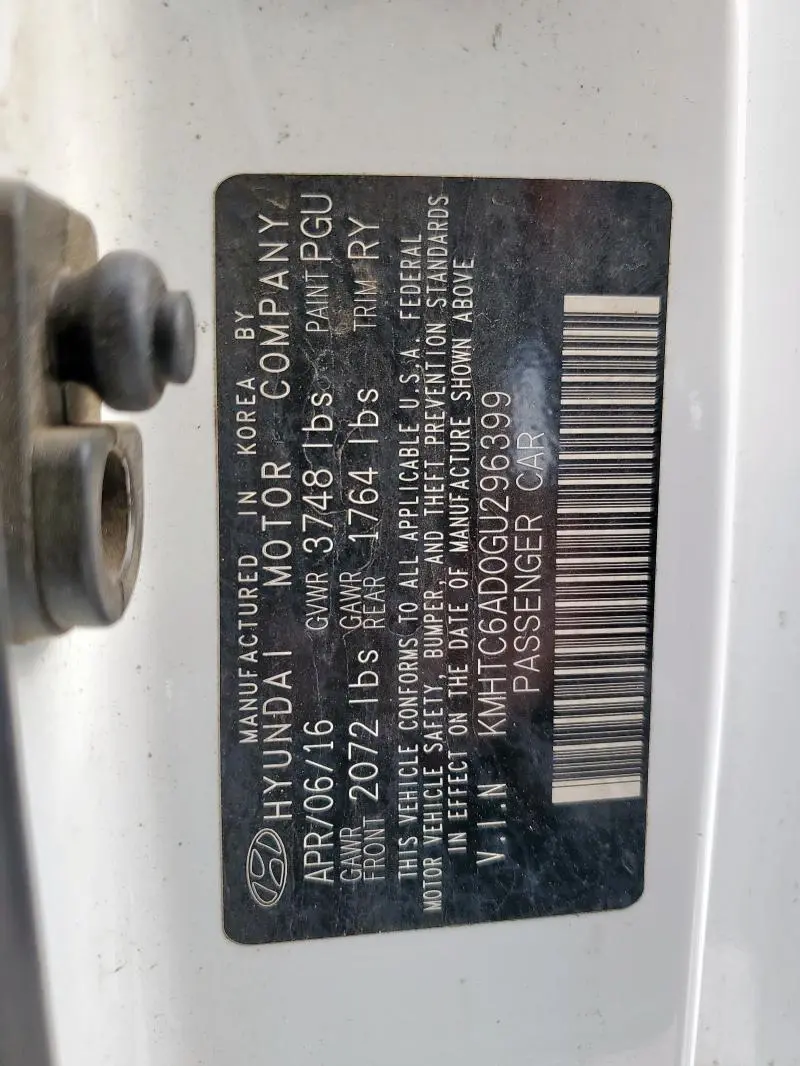 MANUFACTURED IN KOREA BY
HYUNDAI MOTOR COMPANY
APR/06/16 GVWR 3748 lbs PAINT PGU
GAWR FRONT 2072 lbs GAWR REAR 1764 lbs TRIM RY
THIS VEHICLE CONFORMS TO ALL APPLICABLE U.S.A. FEDERAL
MOTOR VEHICLE SAFETY, BUMPER, AND THEFT PREVENTION STANDARDS
IN EFFECT ON THE DATE OF MANUFACTURE SHOWN ABOVE
V.I.N KMHTC6AD0GU296399
PASSENGER CAR